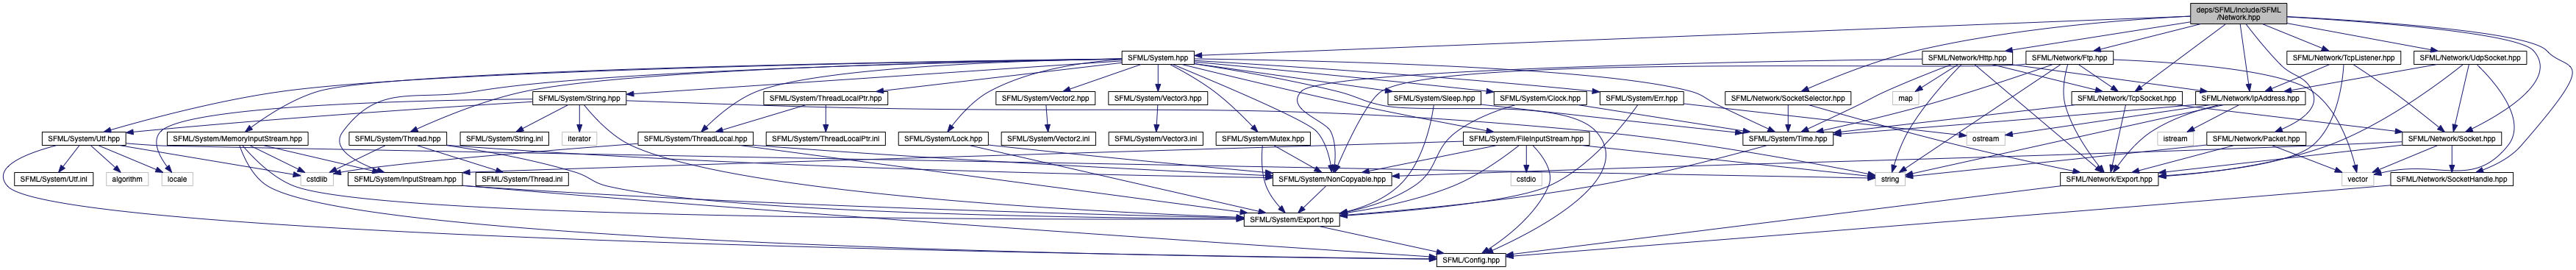 deps/SFML/include/SFML
/Network.hpp
SFML/System.hpp
SFML/Network/Http.hpp
SFML/Network/Ftp.hpp
SFML/Network/TcpListener.hpp
SFML/Network/UdpSocket.hpp
SFML/System/String.hpp
SFML/System/ThreadLocalPtr.hpp
SFML/System/Vector2.hpp
SFML/System/Vector3.hpp
SFML/System/Sleep.hpp
SFML/System/Clock.hpp
SFML/System/Err.hpp
SFML/Network/SocketSelector.hpp
map
SFML/Network/TcpSocket.hpp
SFML/Network/IpAddress.hpp
SFML/System/Utf.hpp
SFML/System/MemoryInputStream.hpp
SFML/System/Thread.hpp
SFML/System/String.inl
iterator
SFML/System/ThreadLocal.hpp
SFML/System/ThreadLocalPtr.inl
SFML/System/Lock.hpp
SFML/System/Vector2.inl
SFML/System/Vector3.inl
SFML/System/Mutex.hpp
SFML/System/FileInputStream.hpp
SFML/System/Time.hpp
ostream
istream
SFML/Network/Packet.hpp
SFML/Network/Socket.hpp
SFML/System/Utf.inl
algorithm
locale
cstdlib
SFML/System/InputStream.hpp
SFML/System/Thread.inl
SFML/System/NonCopyable.hpp
cstdio
string
SFML/Network/Export.hpp
vector
SFML/Network/SocketHandle.hpp
SFML/System/Export.hpp
SFML/Config.hpp